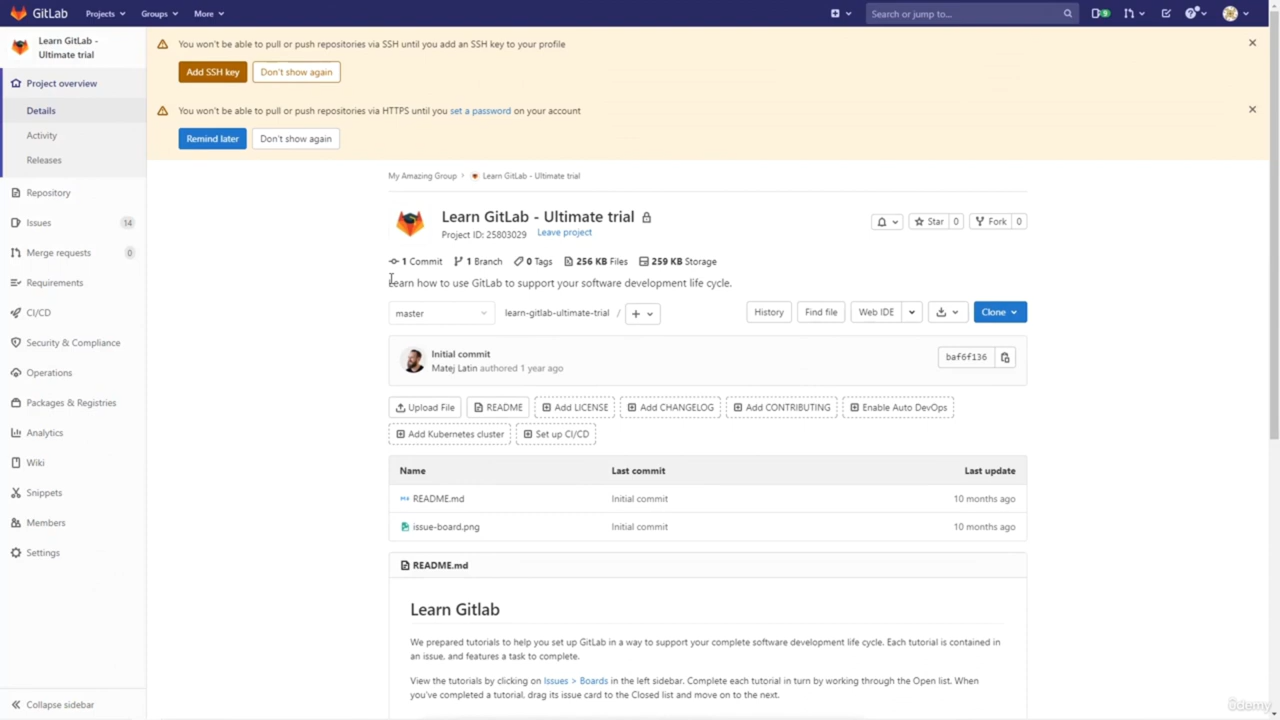 GitLab Projects Groups More Search or jump to...
Learn GitLab -
Ultimate trial
Project overview
Details
Activity
Releases
Repository
Issues 14
Merge requests 0
Requirements
CI/CD
Security & Compliance
Operations
Packages & Registries
Analytics
Wiki
Snippets
Members
Settings
Collapse sidebar
You won't be able to pull or push repositories via SSH until you add an SSH key to your profile
Add SSH key Don't show again
You won't be able to pull or push repositories via HTTPS until you set a password on your account
Remind later Don't show again
My Amazing Group > Learn GitLab - Ultimate trial
Learn GitLab - Ultimate trial
Project ID: 25803029 Leave project
Star 0 Fork 0
1 Commit 1 Branch 0 Tags 256 KB Files 259 KB Storage
Learn how to use GitLab to support your software development life cycle.
master learn-gitlab-ultimate-trial / + History Find file Web IDE Clone
Initial commit
Matej Latin authored 1 year ago
baf6f136
Upload File README Add LICENSE Add CHANGELOG Add CONTRIBUTING Enable Auto DevOps
Add Kubernetes cluster Set up CI/CD
Name Last commit Last update
README.md Initial commit 10 months ago
issue-board.png Initial commit 10 months ago
README.md
Learn Gitlab
We prepared tutorials to help you set up GitLab in a way to support your complete software development life cycle. Each tutorial is contained in
an issue, and features a task to complete.
View the tutorials by clicking on Issues > Boards in the left sidebar. Complete each tutorial in turn by working through the Open list. When
you've completed a tutorial, drag its issue card to the Closed list and move on to the next.
ûdemy